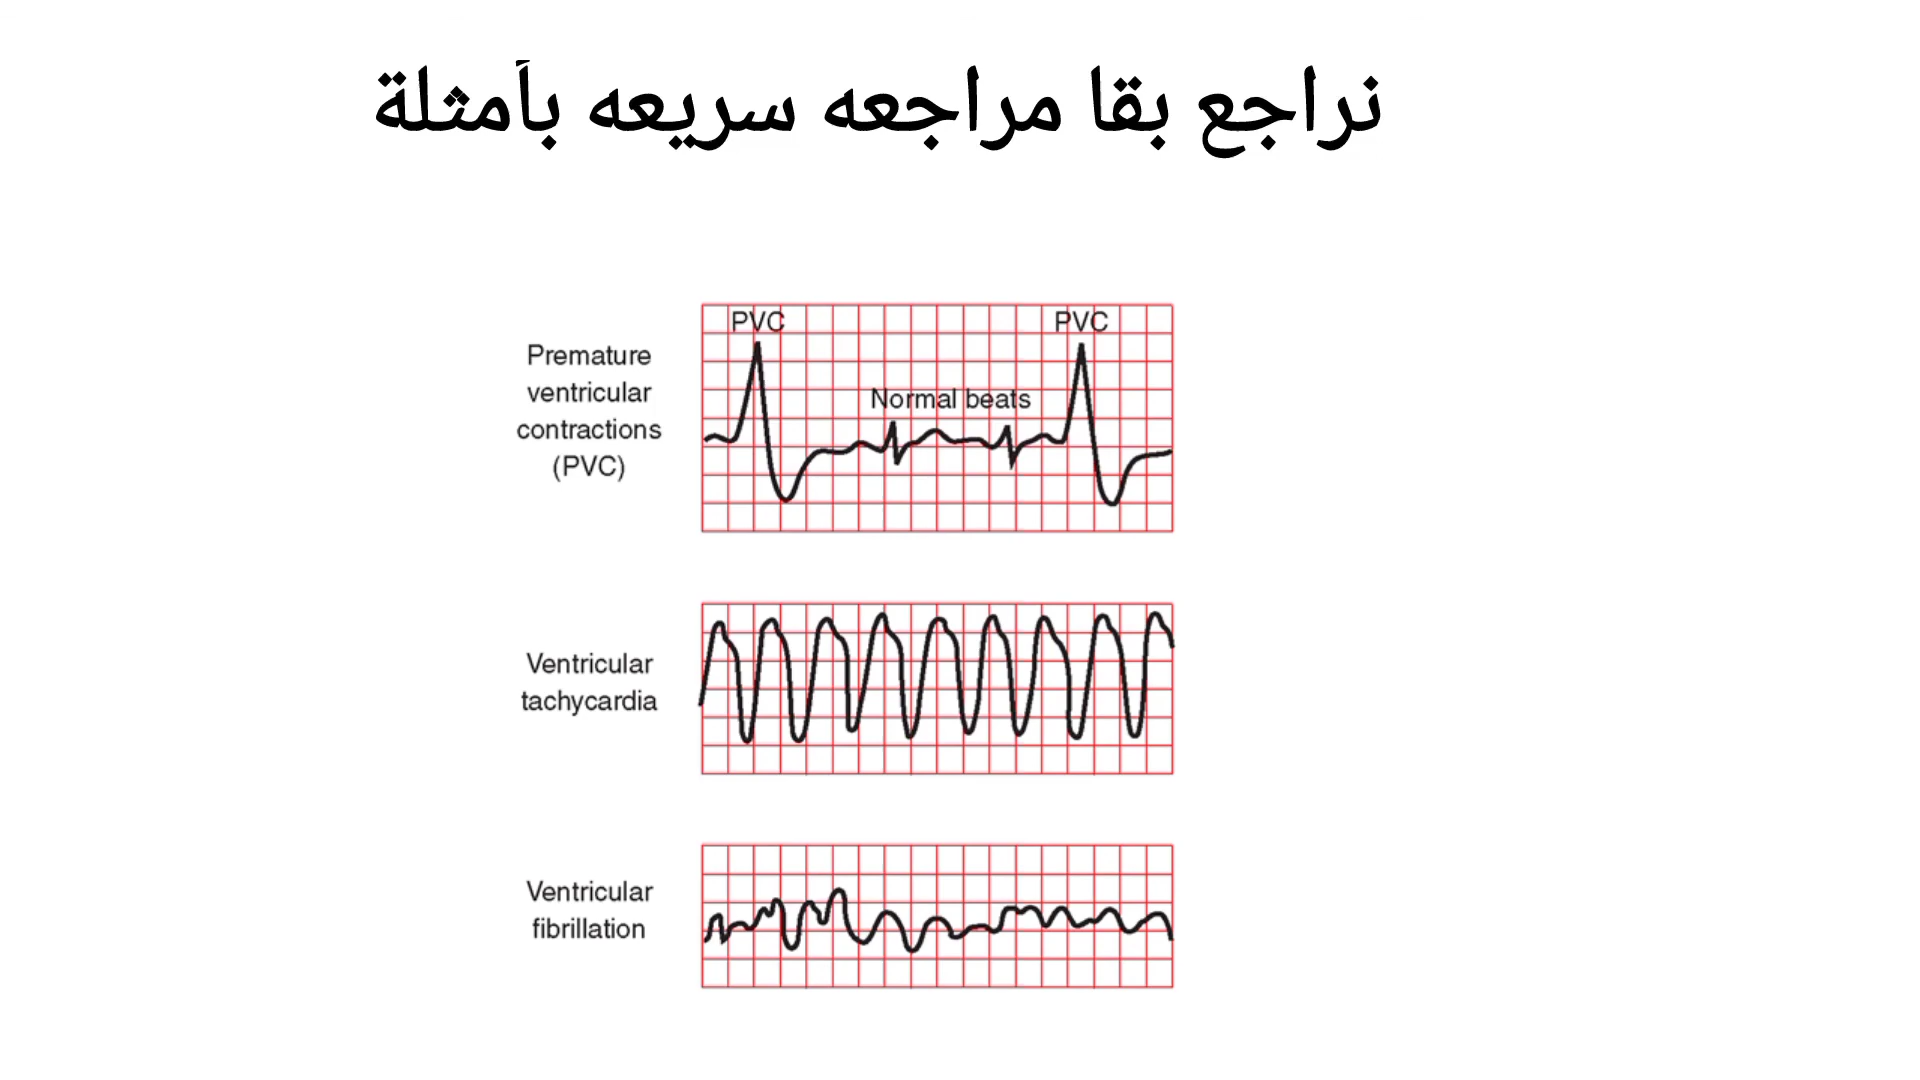 نراجع بقا مراجعه سريعه بأمثلة
Premature
ventricular
contractions
(PVC)
PVC
PVC
Normal beats
Ventricular
tachycardia
Ventricular
fibrillation